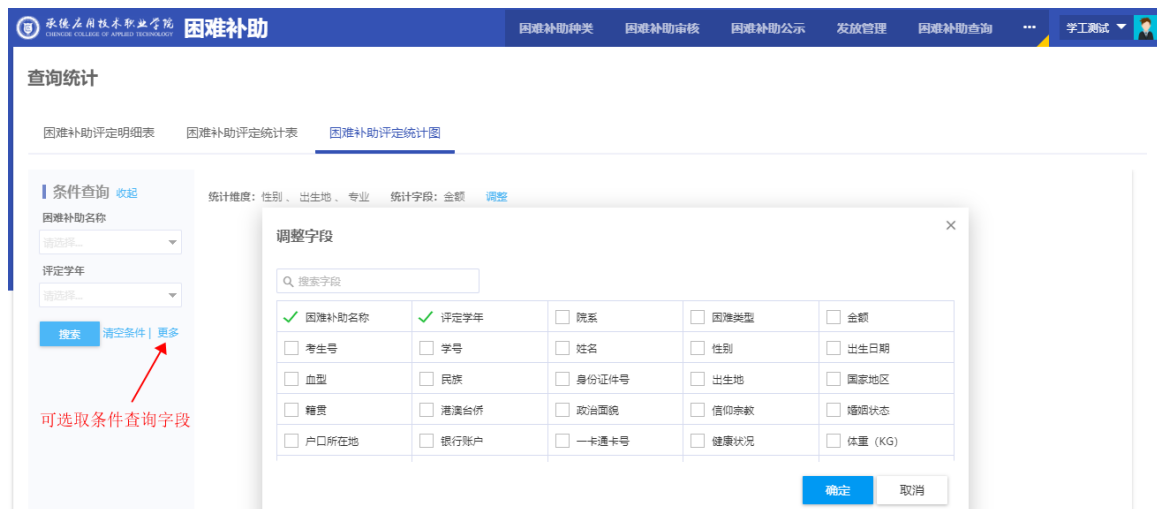 承德应用技术职业学院 困难补助 困难补助种类 困难补助审核 困难补助公示 发放管理 困难补助查询 ··· 学工测试
CHENGDE COLLEGE OF APPLIED TECHNOLOGY
查询统计
困难补助评定明细表 困难补助评定统计表 困难补助评定统计图
条件查询 收起
统计维度：性别 、 出生地 、 专业 统计字段：金额 调整
困难补助名称
请选择...
评定学年
请选择...
搜索 清空条件 | 更多
可选取条件查询字段
调整字段 ×
搜索字段
困难补助名称 评定学年 院系 困难类型 金额
考生号 学号 姓名 性别 出生日期
血型 民族 身份证件号 出生地 国家地区
籍贯 港澳台侨 政治面貌 信仰宗教 婚姻状态
户口所在地 银行账户 一卡通卡号 健康状况 体重（KG）
确定 取消